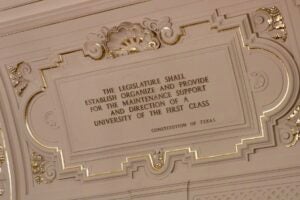 THE LEGISLATURE SHALL
ESTABLISH ORGANIZE AND PROVIDE
FOR THE MAINTENANCE SUPPORT
AND DIRECTION OF A
UNIVERSITY OF THE FIRST CLASS
CONSTITUTION OF TEXAS